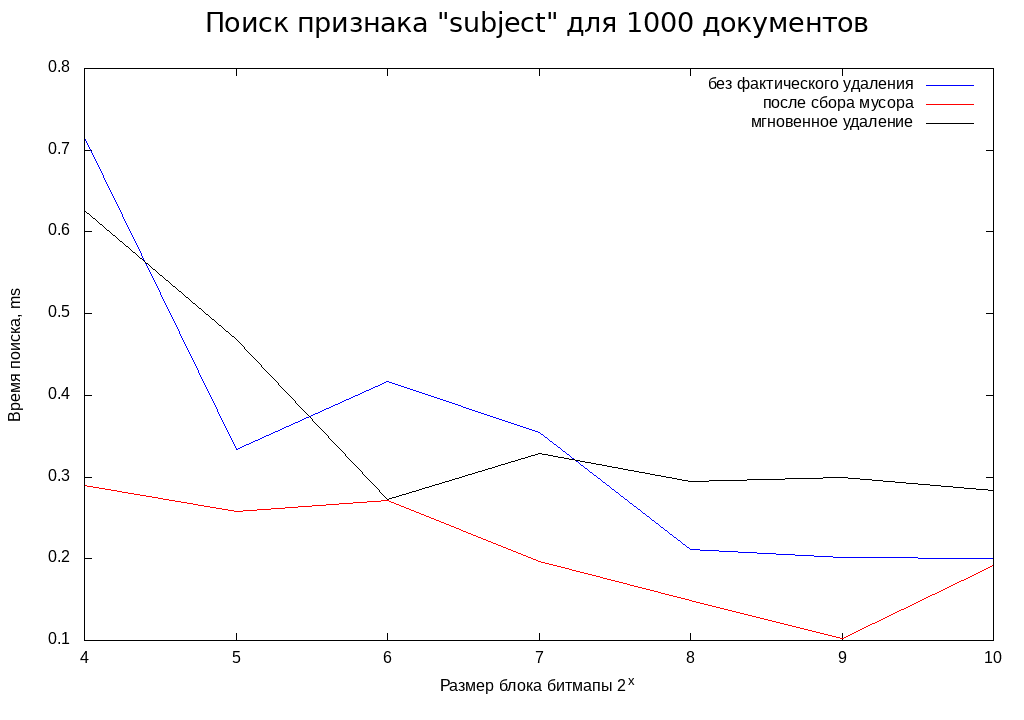 Поиск признака "subject" для 1000 документов
0.8
0.7
0.6
0.5
0.4
0.3
0.2
0.1
Время поиска, ms
без фактического удаления
после сбора мусора
мгновенное удаление
4 5 6 7 8 9 10
Размер блока битмапы 2^x